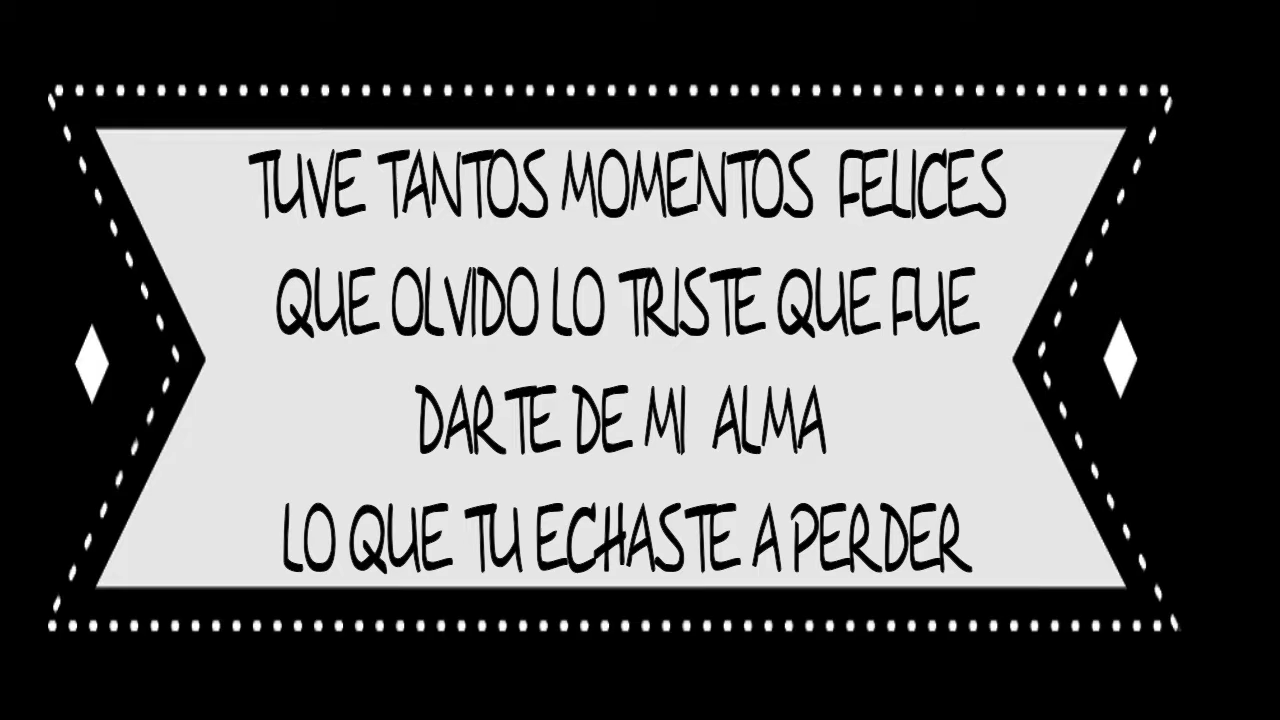 TUVE TANTOS MOMENTOS FELICES
QUE OLVIDO LO TRISTE QUE FUE
DARTE DE MI ALMA
LO QUE TU ECHASTE A PERDER